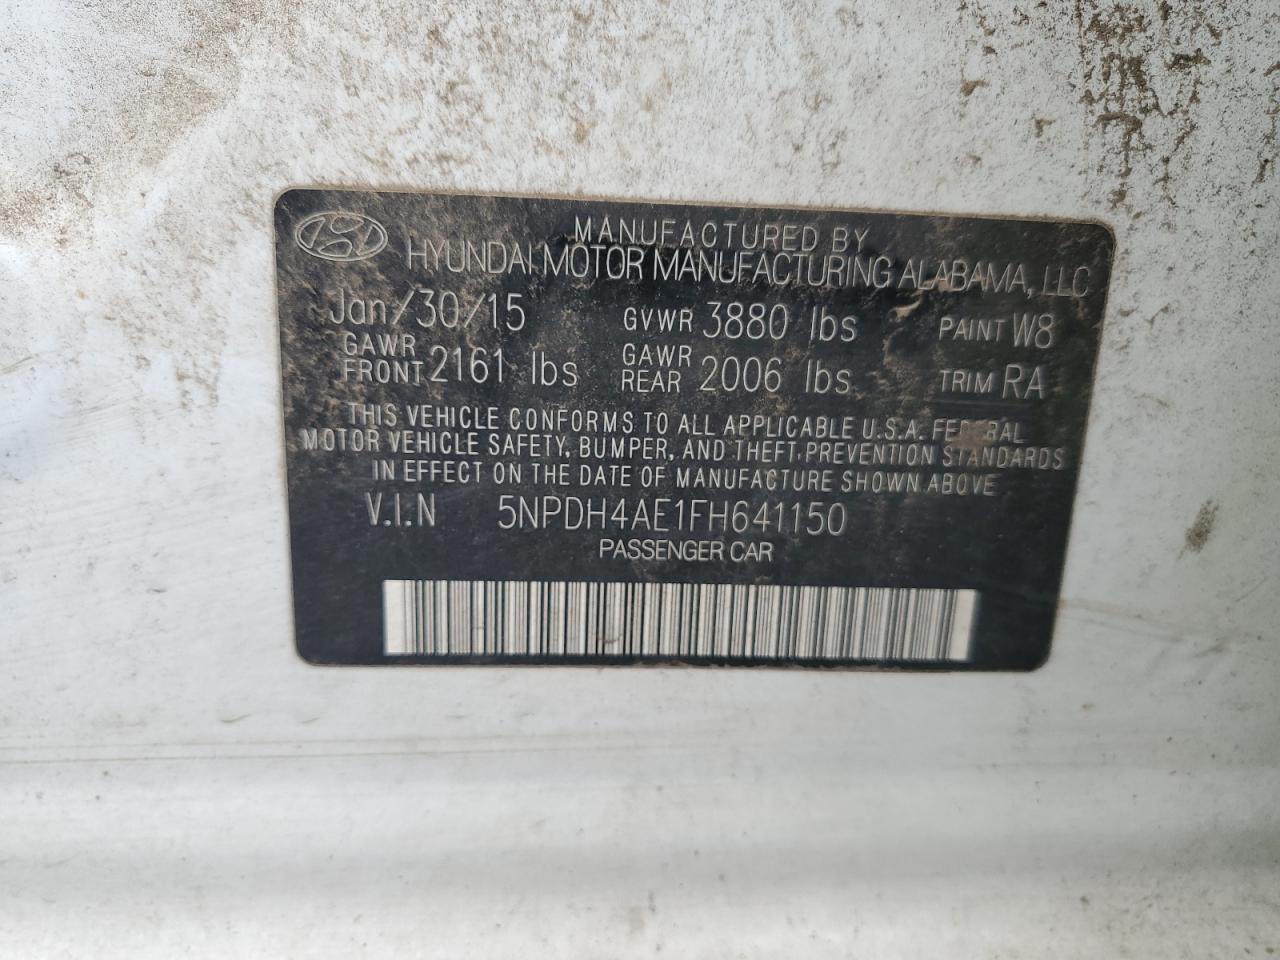 MANUFACTURED BY
HYUNDAI MOTOR MANUFACTURING ALABAMA, LLC
Jan/30/15 GVWR 3880 lbs PAINT W8
GAWR FRONT 2161 lbs GAWR REAR 2006 lbs TRIM RA
THIS VEHICLE CONFORMS TO ALL APPLICABLE U.S.A. FEDERAL
MOTOR VEHICLE SAFETY, BUMPER, AND THEFT PREVENTION STANDARDS
IN EFFECT ON THE DATE OF MANUFACTURE SHOWN ABOVE
V.I.N 5NPDH4AE1FH641150
PASSENGER CAR